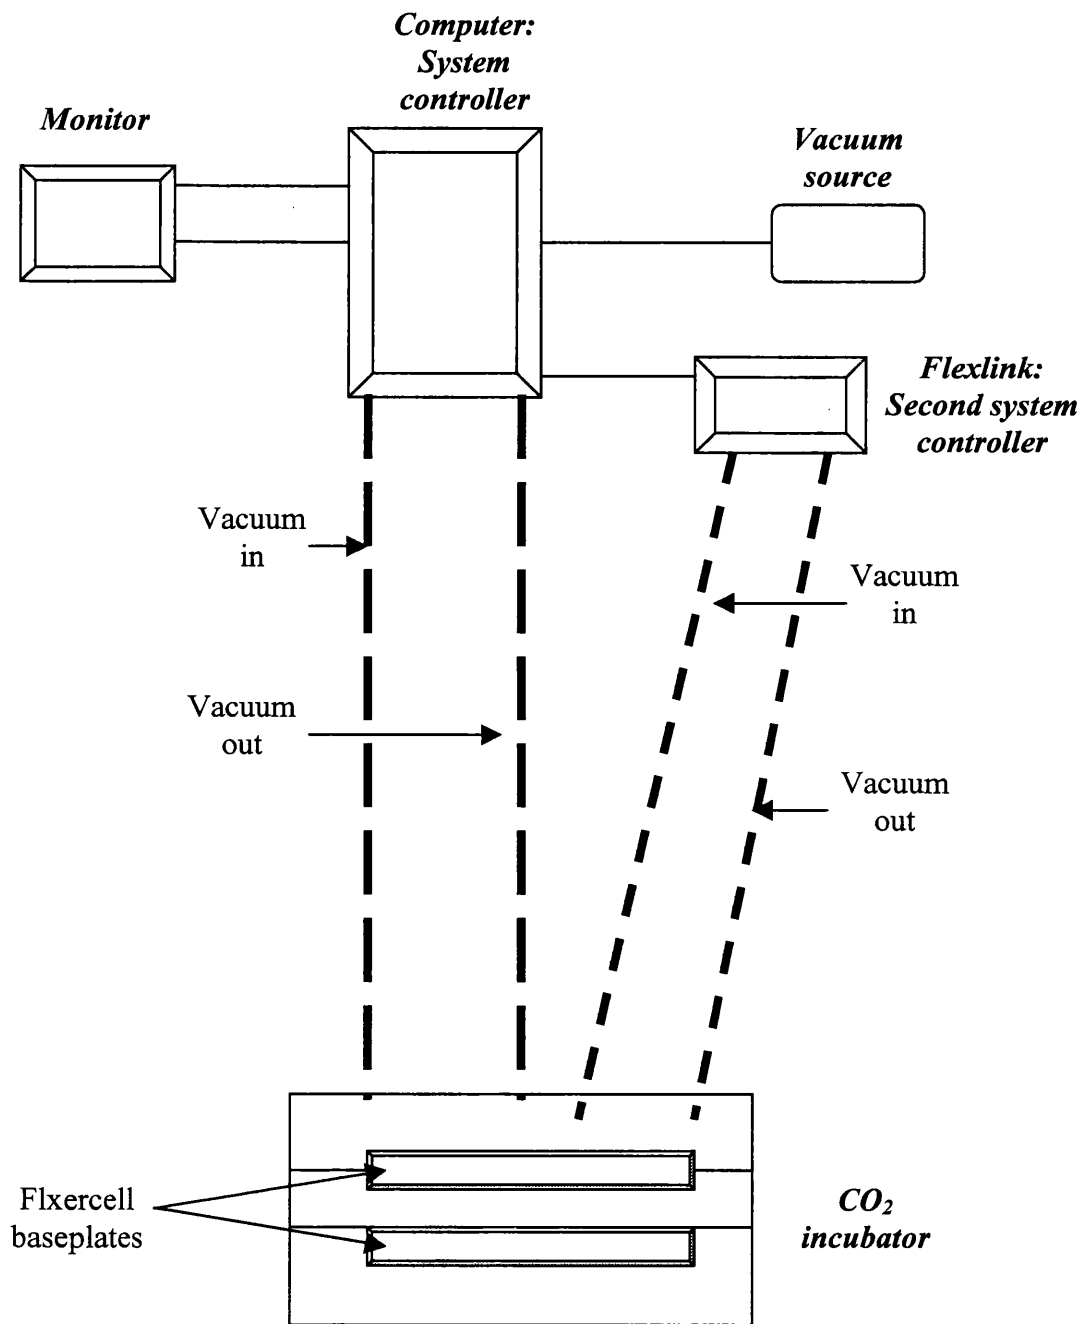 Computer:
System
controller
Monitor
Vacuum
source
Flexlink:
Second system
controller
Vacuum
in
Vacuum
in
Vacuum
out
Vacuum
out
Flxercell
baseplates
CO₂
incubator